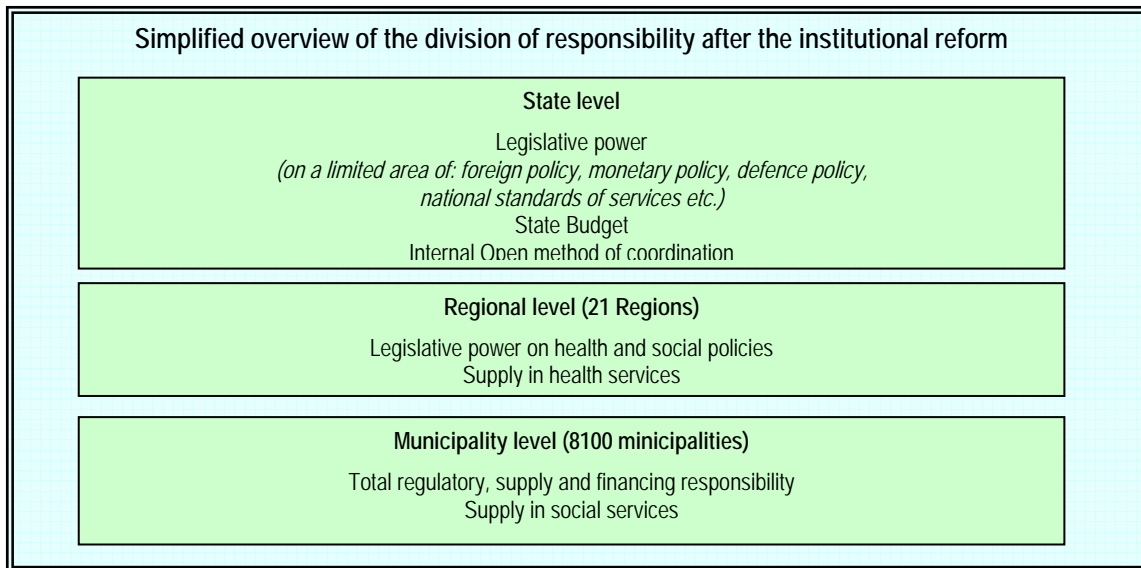 Simplified overview of the division of responsibility after the institutional reform
State level
Legislative power
(on a limited area of: foreign policy, monetary policy, defence policy,
national standards of services etc.)
State Budget
Internal Open method of coordination
Regional level (21 Regions)
Legislative power on health and social policies
Supply in health services
Municipality level (8100 minicipalities)
Total regulatory, supply and financing responsibility
Supply in social services